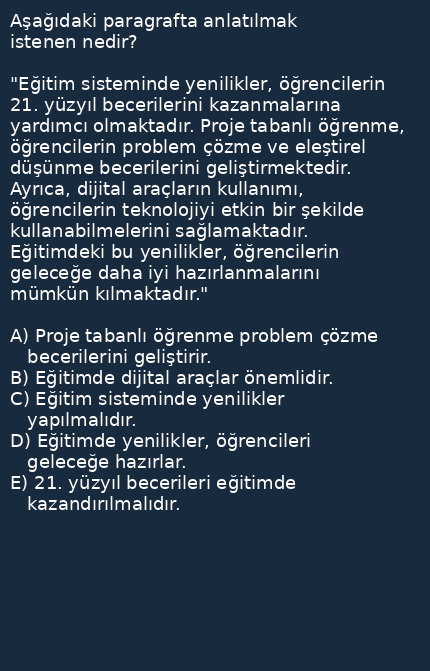 Aşağıdaki paragrafta anlatılmak
istenen nedir?
"Eğitim sisteminde yenilikler, öğrencilerin
21. yüzyıl becerilerini kazanmalarına
yardımcı olmaktadır. Proje tabanlı öğrenme,
öğrencilerin problem çözme ve eleştirel
düşünme becerilerini geliştirmektedir.
Ayrıca, dijital araçların kullanımı,
öğrencilerin teknolojiyi etkin bir şekilde
kullanabilmelerini sağlamaktadır.
Eğitimdeki bu yenilikler, öğrencilerin
geleceğe daha iyi hazırlanmalarını
mümkün kılmaktadır."
A) Proje tabanlı öğrenme problem çözme
becerilerini geliştirir.
B) Eğitimde dijital araçlar önemlidir.
C) Eğitim sisteminde yenilikler
yapılmalıdır.
D) Eğitimde yenilikler, öğrencileri
geleceğe hazırlar.
E) 21. yüzyıl becerileri eğitimde
kazandırılmalıdır.